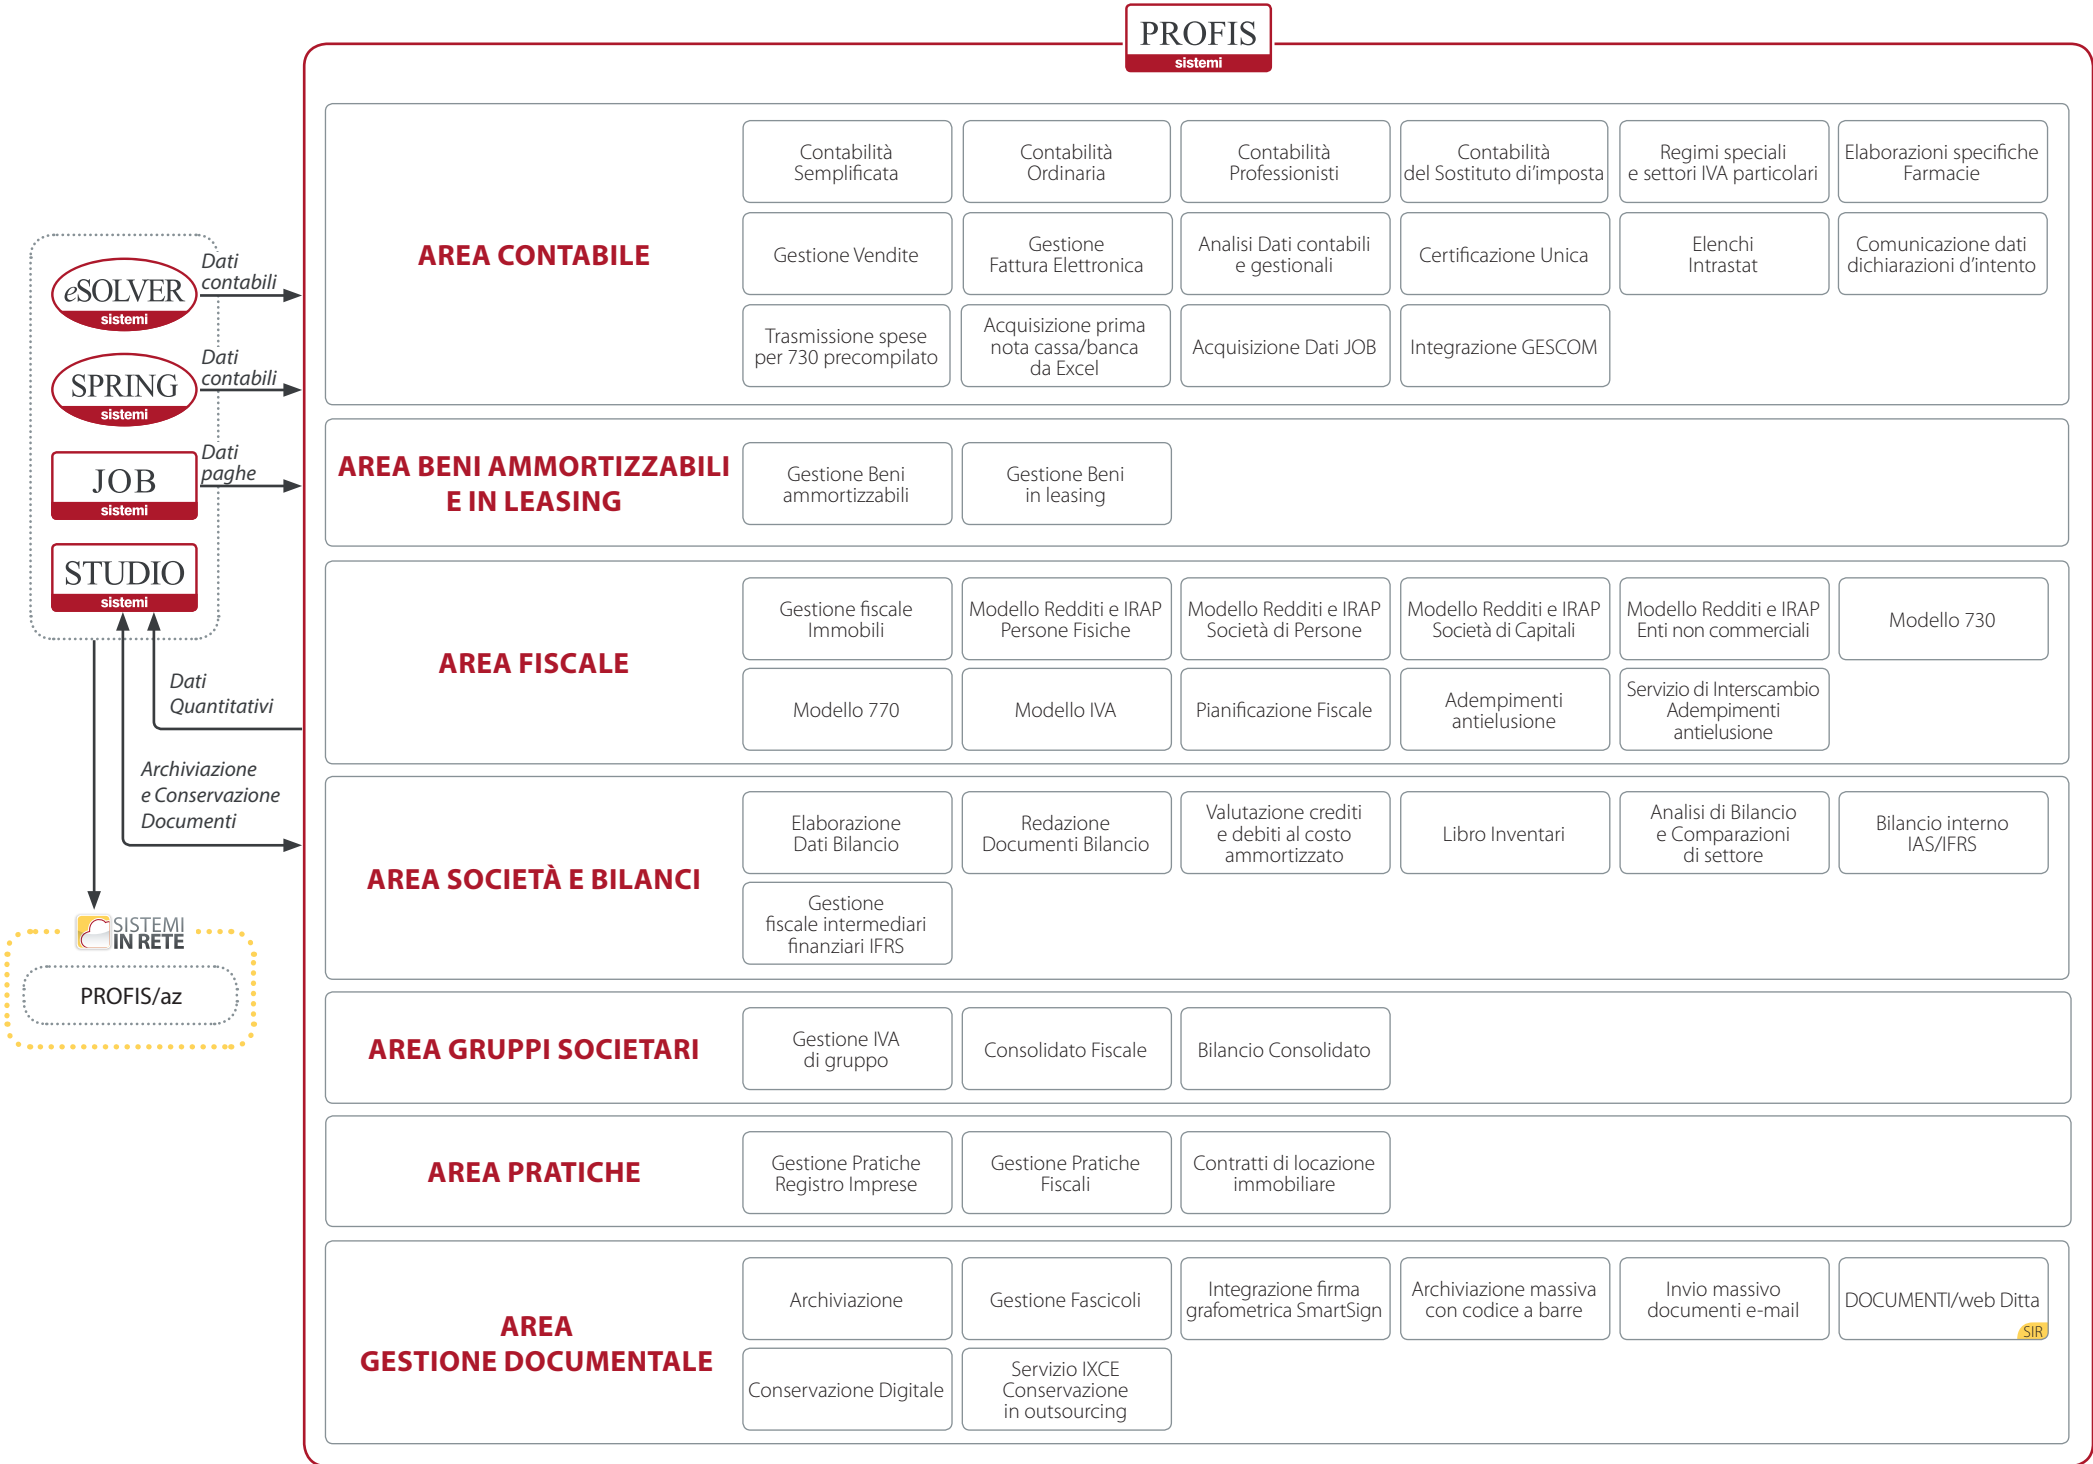 PROFIS
sistemi
AREA CONTABILE
Contabilità
Semplificata
Contabilità
Ordinaria
Contabilità
Professionisti
Contabilità
del Sostituto di’imposta
Regimi speciali
e settori IVA particolari
Elaborazioni specifiche
Farmacie
Gestione Vendite
Gestione
Fattura Elettronica
Analisi Dati contabili
e gestionali
Certificazione Unica
Elenchi
Intrastat
Comunicazione dati
dichiarazioni d’intento
Trasmissione spese
per 730 precompilato
Acquisizione prima
nota cassa/banca
da Excel
Acquisizione Dati JOB
Integrazione GESCOM
eSOLVER
sistemi
Dati
contabili
SPRING
sistemi
Dati
contabili
JOB
sistemi
Dati
paghe
STUDIO
sistemi
Dati
Quantitativi
Archiviazione
e Conservazione
Documenti
SISTEMI
IN RETE
PROFIS/az
AREA BENI AMMORTIZZABILI
E IN LEASING
Gestione Beni
ammortizzabili
Gestione Beni
in leasing
AREA FISCALE
Gestione fiscale
Immobili
Modello Redditi e IRAP
Persone Fisiche
Modello Redditi e IRAP
Società di Persone
Modello Redditi e IRAP
Società di Capitali
Modello Redditi e IRAP
Enti non commerciali
Modello 730
Modello 770
Modello IVA
Pianificazione Fiscale
Adempimenti
antielusione
Servizio di Interscambio
Adempimenti
antielusione
AREA SOCIETÀ E BILANCI
Elaborazione
Dati Bilancio
Redazione
Documenti Bilancio
Valutazione crediti
e debiti al costo
ammortizzato
Libro Inventari
Analisi di Bilancio
e Comparazioni
di settore
Bilancio interno
IAS/IFRS
Gestione
fiscale intermediari
finanziari IFRS
AREA GRUPPI SOCIETARI
Gestione IVA
di gruppo
Consolidato Fiscale
Bilancio Consolidato
AREA PRATICHE
Gestione Pratiche
Registro Imprese
Gestione Pratiche
Fiscali
Contratti di locazione
immobiliare
AREA
GESTIONE DOCUMENTALE
Archiviazione
Gestione Fascicoli
Integrazione firma
grafometrica SmartSign
Archiviazione massiva
con codice a barre
Invio massivo
documenti e-mail
DOCUMENTI/web Ditta
SIR
Conservazione Digitale
Servizio IXCE
Conservazione
in outsourcing